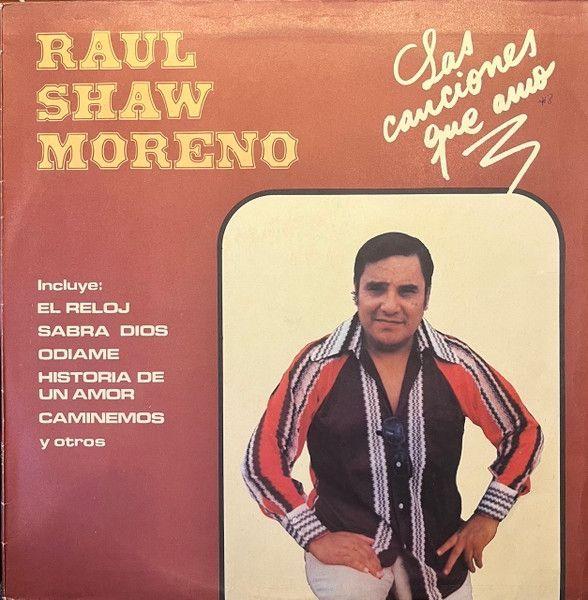 RAUL
SHAW
MORENO
Las
canciones
que amo
#8
Incluye:
EL RELOJ
SABRA DIOS
ODIAME
HISTORIA DE
UN AMOR
CAMINEMOS
y otros